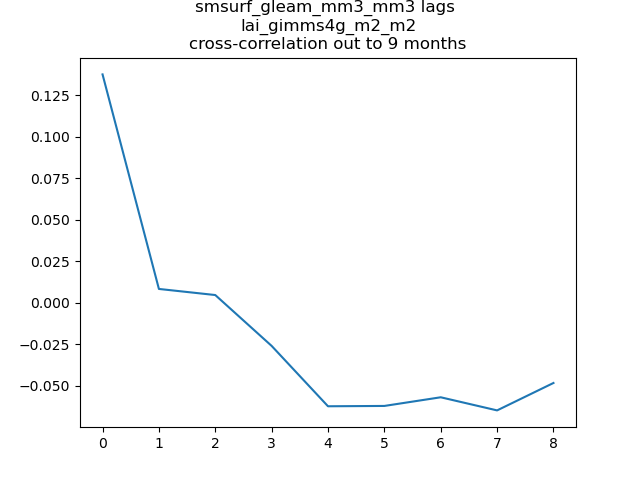 smsurf_gleam_mm3_mm3 lags
lai_gimms4g_m2_m2
cross-correlation out to 9 months
0.125
0.100
0.075
0.050
0.025
0.000
−0.025
−0.050
0 1 2 3 4 5 6 7 8